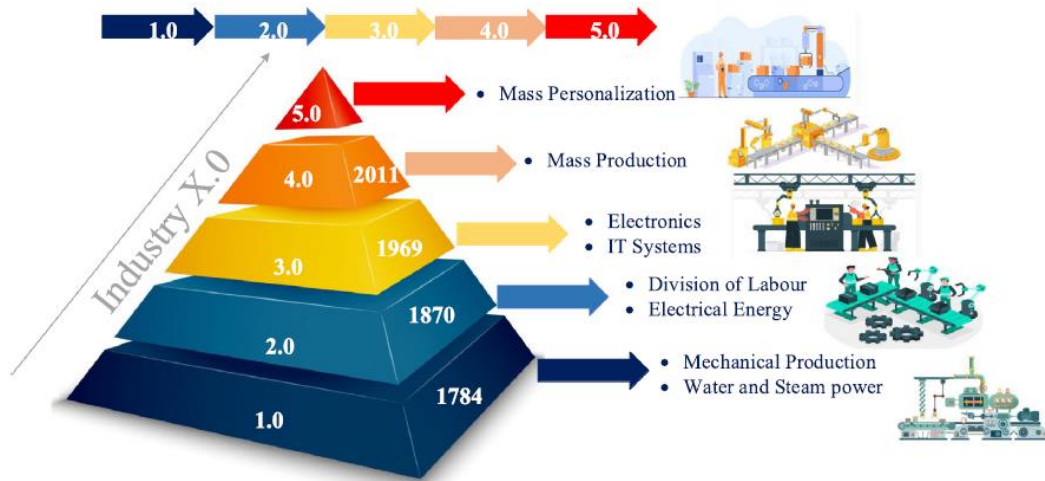 1.0 2.0 3.0 4.0 5.0
Industry X.0
5.0
• Mass Personalization
4.0 2011
• Mass Production
3.0 1969
• Electronics
• IT Systems
2.0 1870
• Division of Labour
• Electrical Energy
1.0 1784
• Mechanical Production
• Water and Steam power